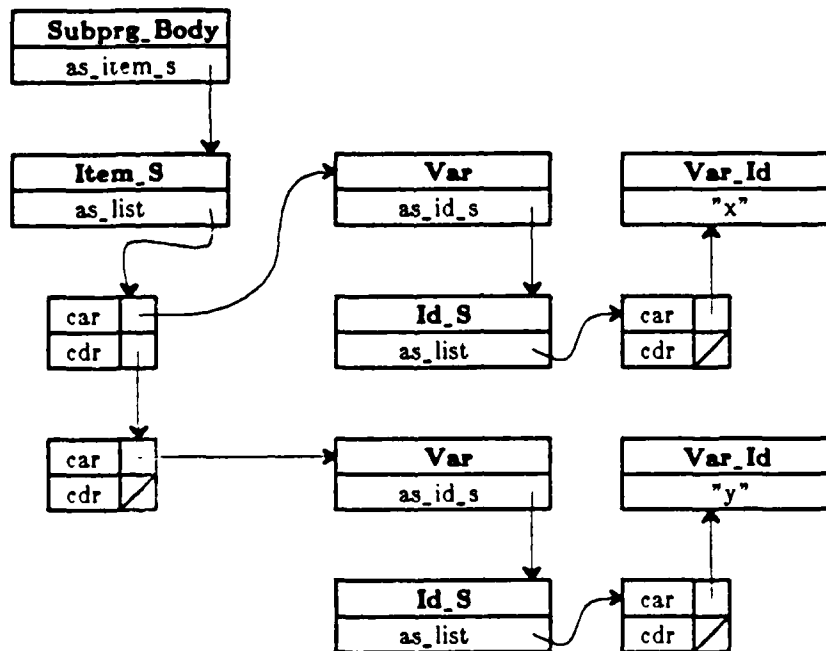 Subprg_Body
as_item_s
Item_S
as_list
Var
as_id_s
Var_Id
"x"
car
cdr
Id_S
as_list
car
cdr
car
cdr
Var
as_id_s
Var_Id
"y"
Id_S
as_list
car
cdr